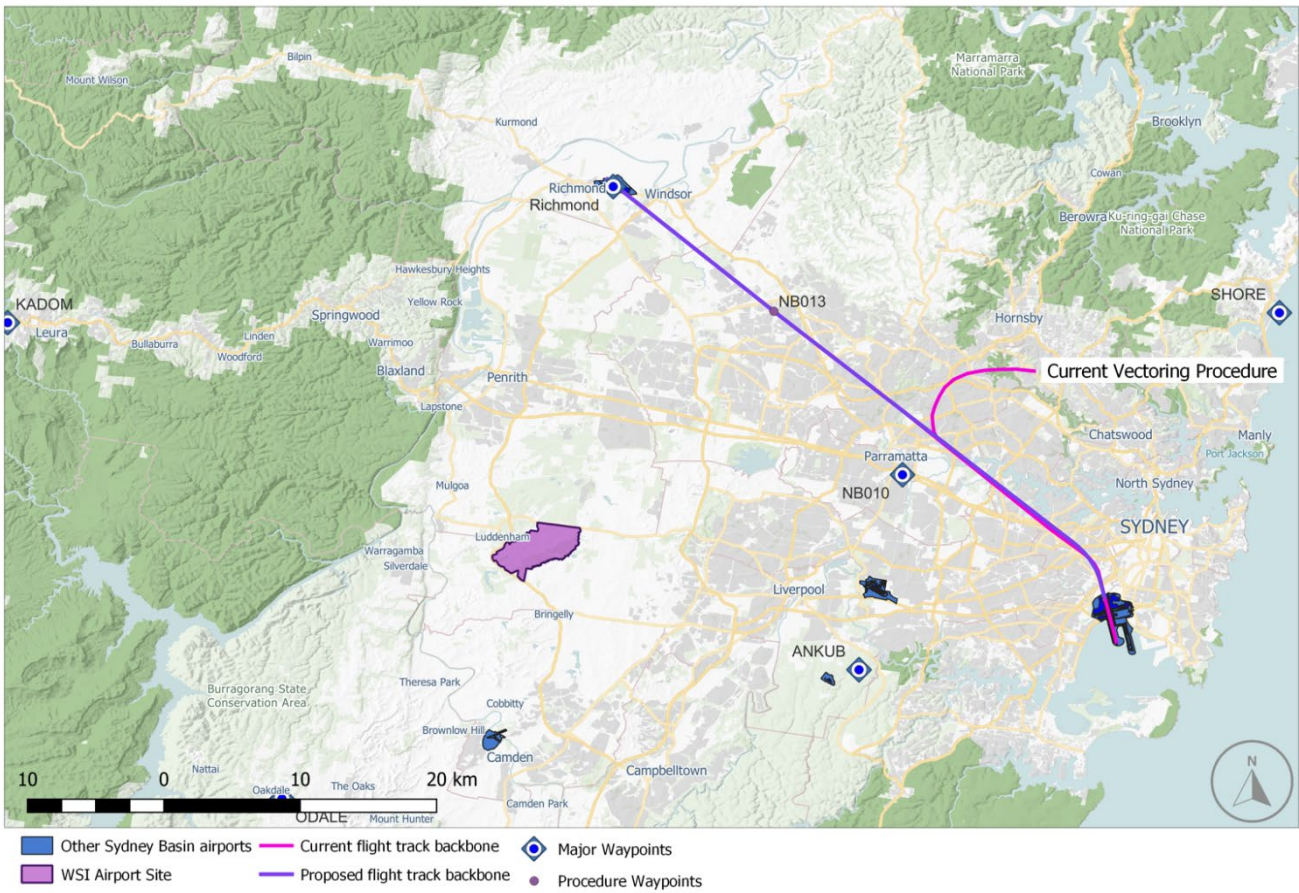 Marramarra
National Park
Bilpin
Mount Wilson
Kurmond
Brooklyn
Cowan
Richmond
Windsor
Richmond
Berowra
Ku-ring-gai Chase
National Park
Hawkesbury Heights
Yellow Rock
NB013
SHORE
KADOM
Leura
Springwood
Hornsby
Linden
Bullaburra
Woodford
Warrimoo
Blaxland
Penrith
Lapstone
Current Vectoring Procedure
Chatswood
Manly
Port Jackson
Parramatta
NB010
North Sydney
Mulgoa
SYDNEY
Luddenham
Warragamba
Silverdale
Liverpool
Bringelly
ANKUB
Theresa Park
Burragorang State
Conservation Area
Cobbitty
Brownlow Hill
Camden
Nattai
Campbelltown
Oakdale
The Oaks
Camden Park
ODALE
Mount Hunter
10 0 10 20 km
N
Other Sydney Basin airports
Current flight track backbone
Major Waypoints
WSI Airport Site
Proposed flight track backbone
Procedure Waypoints